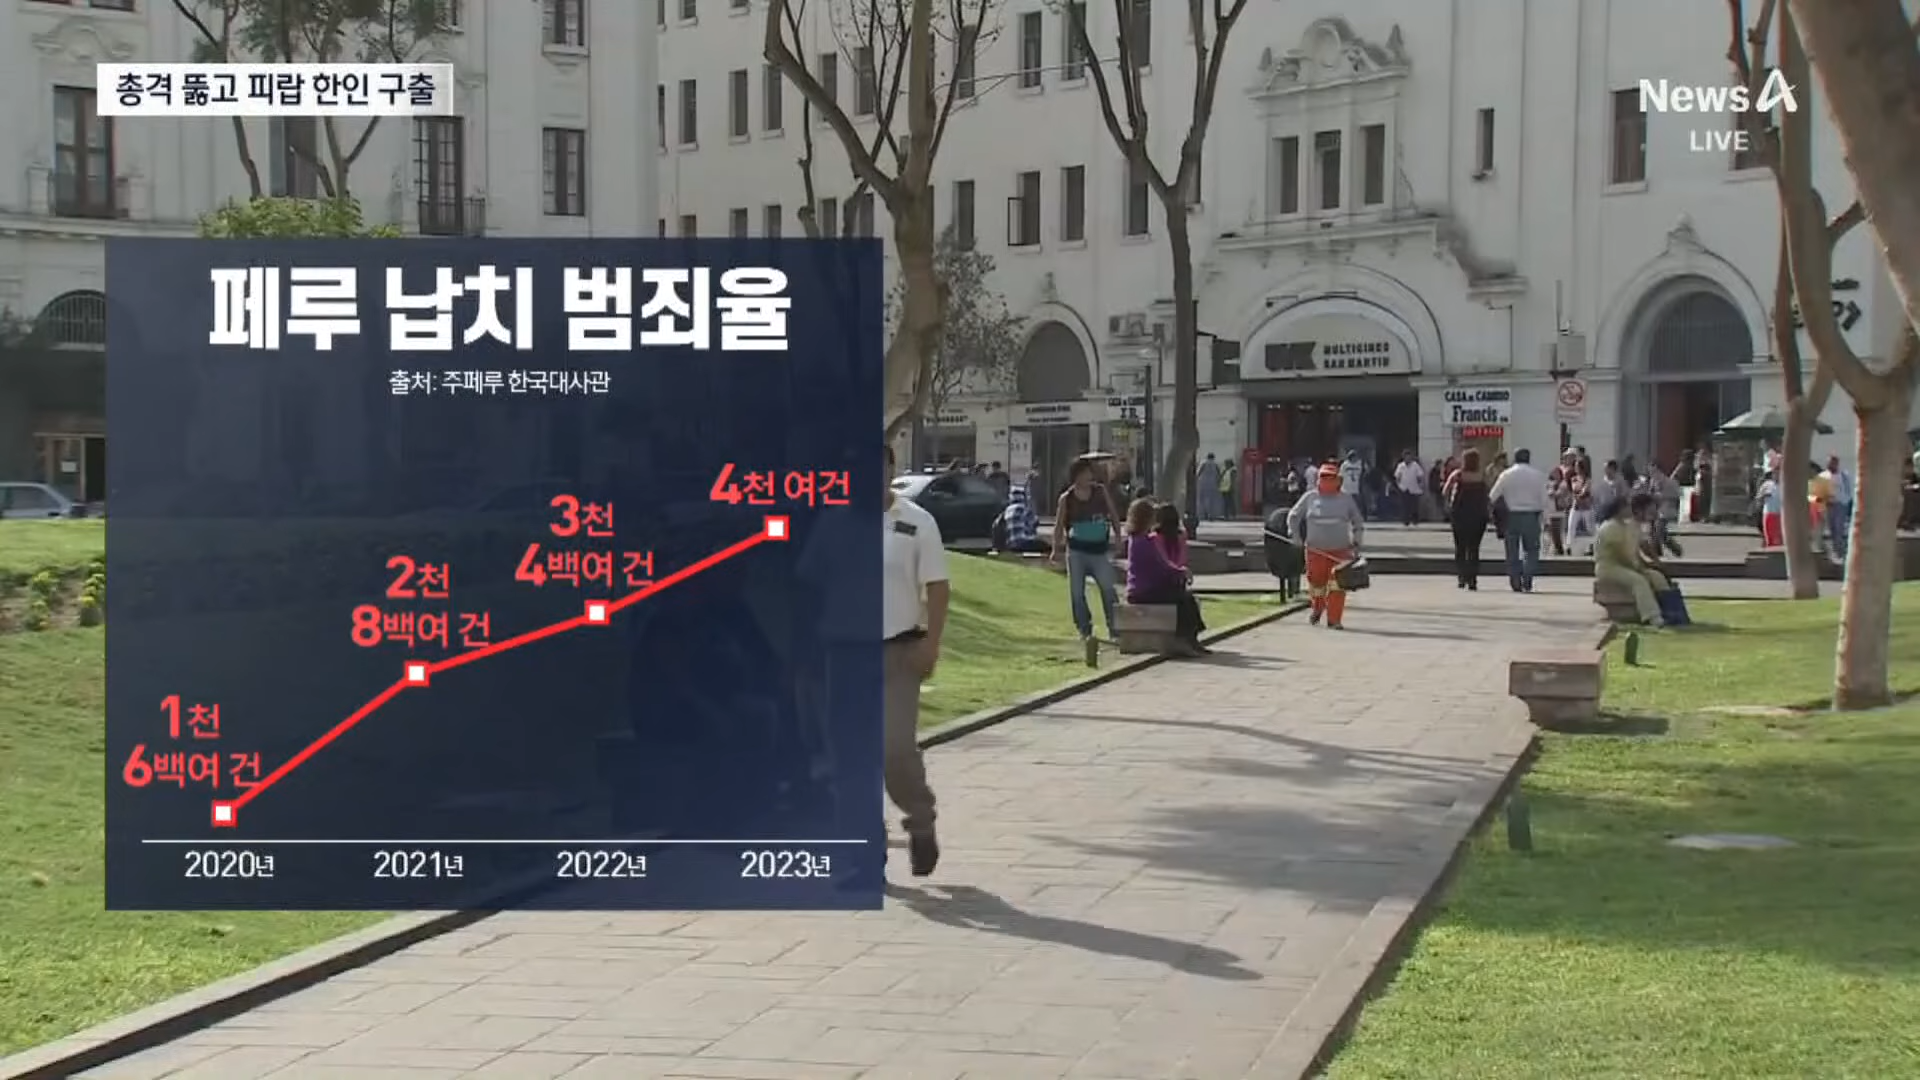 총격 뚫고 피랍 한인 구출
NewsA
LIVE
페루 납치 범죄율
출처: 주페루 한국대사관
1천
6백여 건
2천
8백여 건
3천
4백여 건
4천 여건
2020년
2021년
2022년
2023년
MULTICINES
SAN MARTIN
CASA DE CAMBIO
Francis